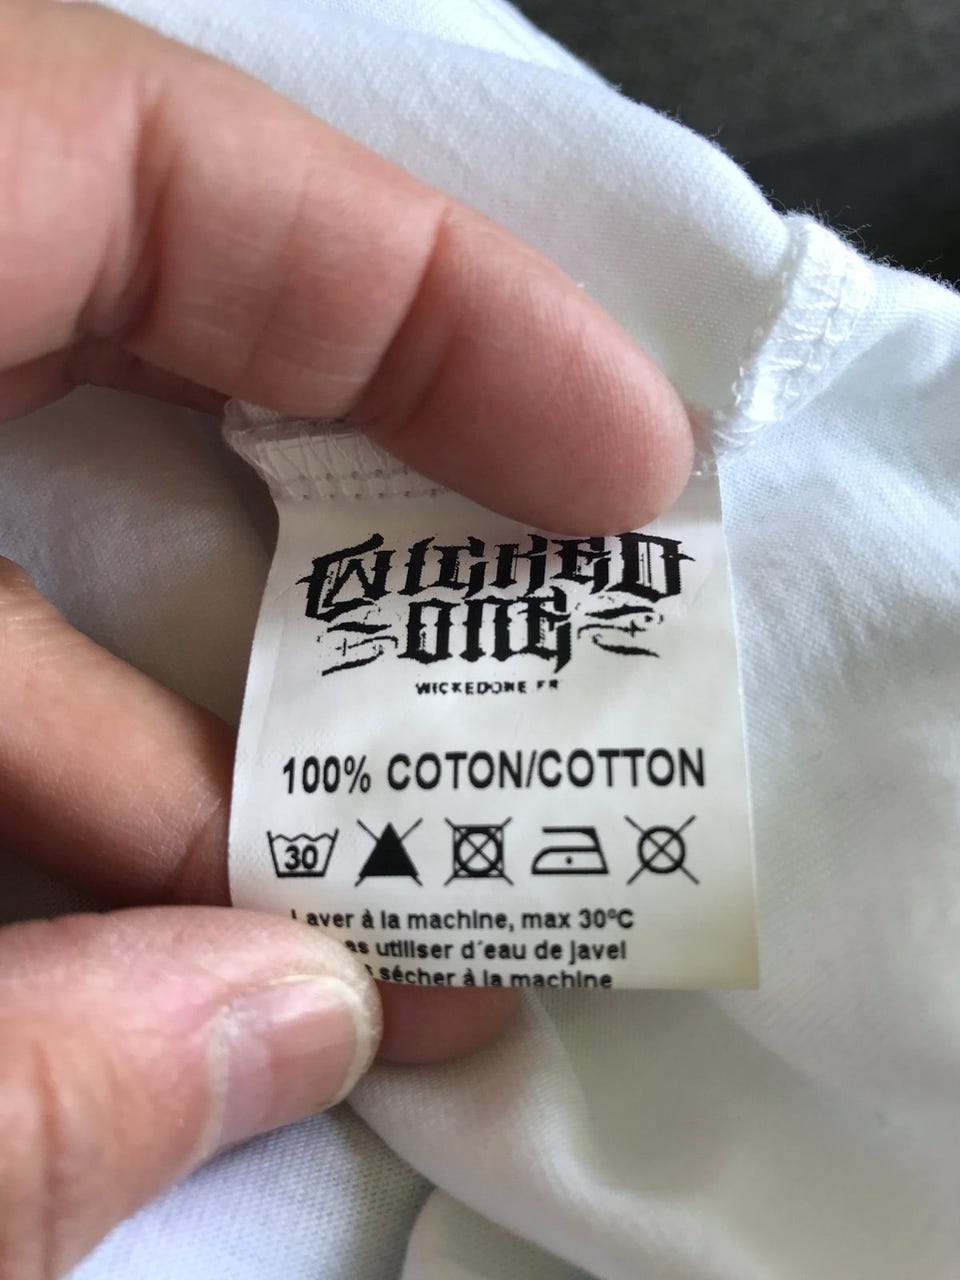 WICKED
ONE
WICKEDONE.FR
100% COTON/COTTON
30
Laver à la machine, max 30ºC
utiliser d´eau de javel
sécher à la machine